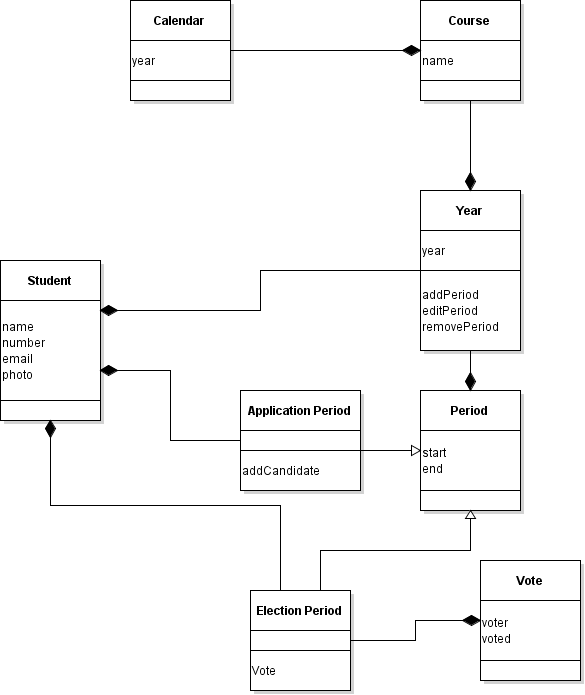 Calendar
year
Course
name
Year
year
addPeriod
editPeriod
removePeriod
Student
name
number
email
photo
Application Period
addCandidate
Period
start
end
Election Period
Vote
Vote
voter
voted